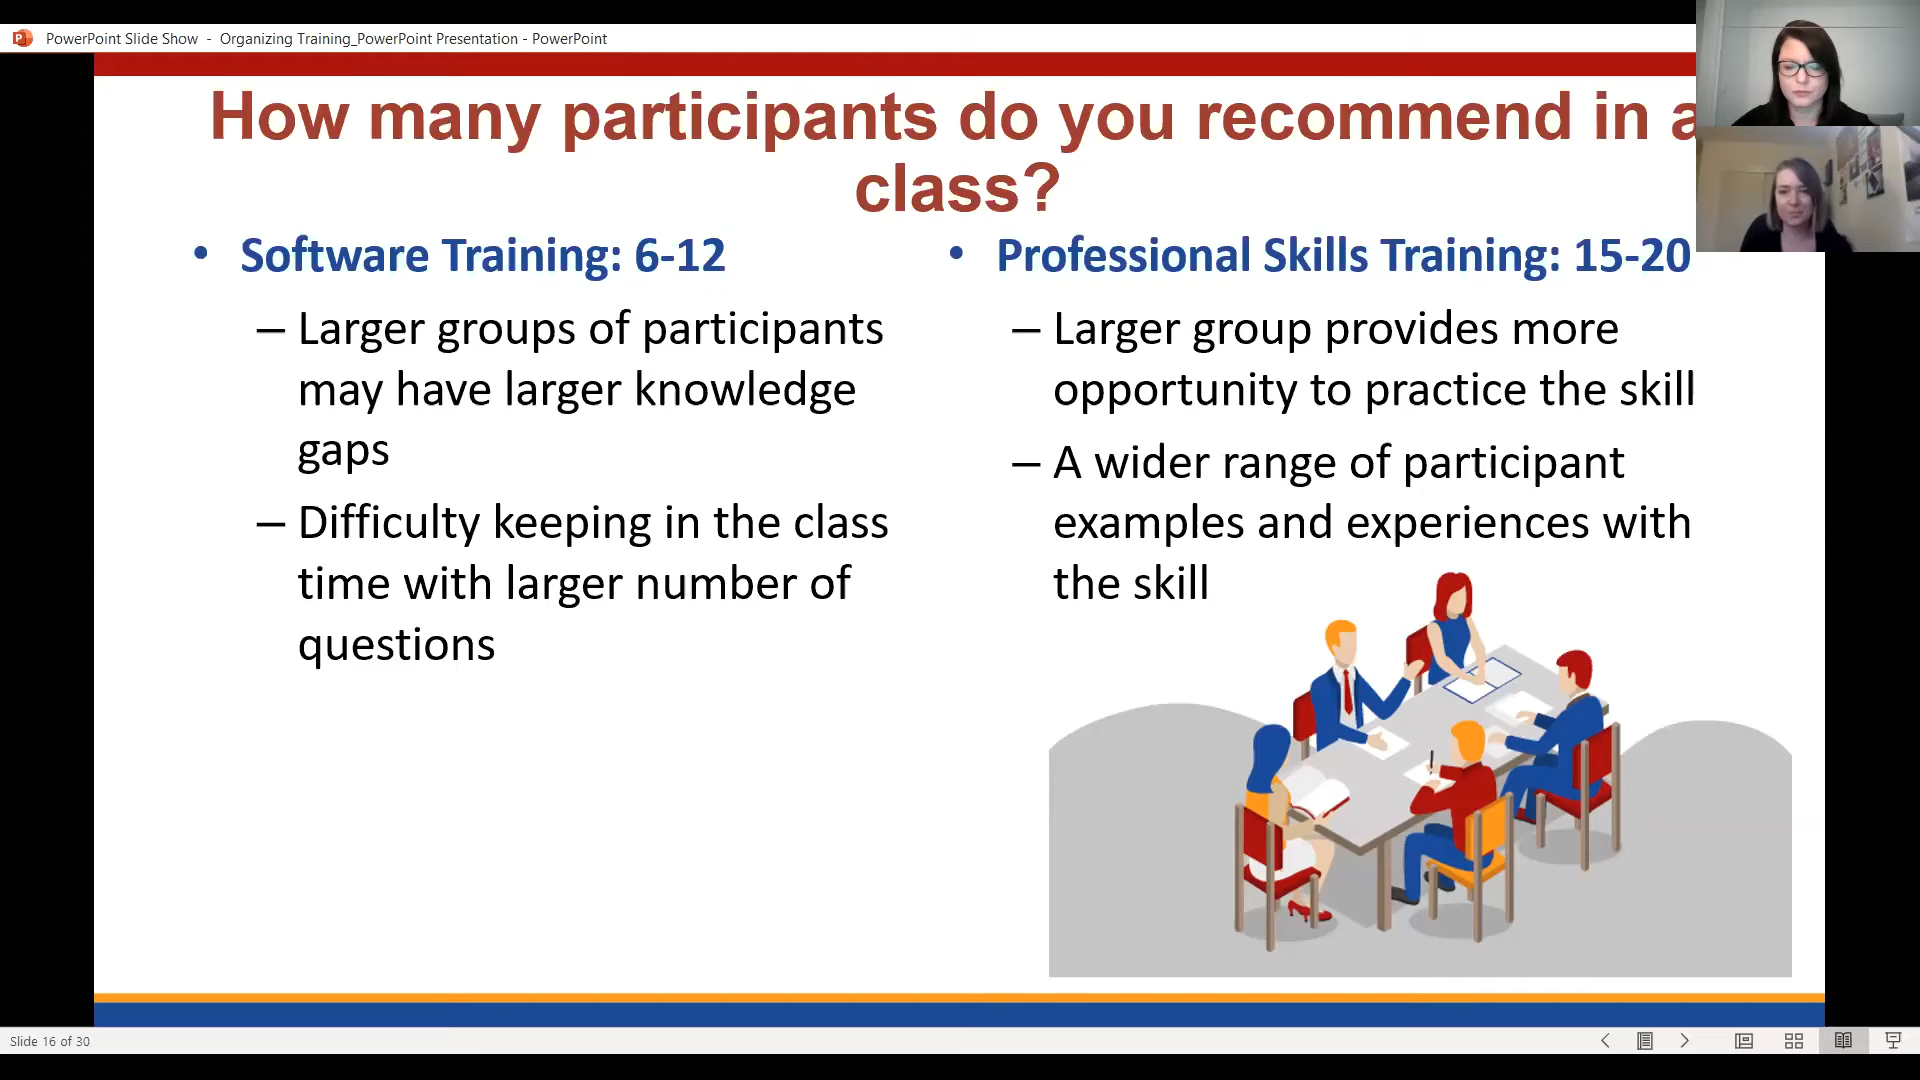 PowerPoint Slide Show - Organizing Training_PowerPoint Presentation - PowerPoint
How many participants do you recommend in a
class?
• Software Training: 6-12
– Larger groups of participants
may have larger knowledge
gaps
– Difficulty keeping in the class
time with larger number of
questions
• Professional Skills Training: 15-20
– Larger group provides more
opportunity to practice the skill
– A wider range of participant
examples and experiences with
the skill
Slide 16 of 30